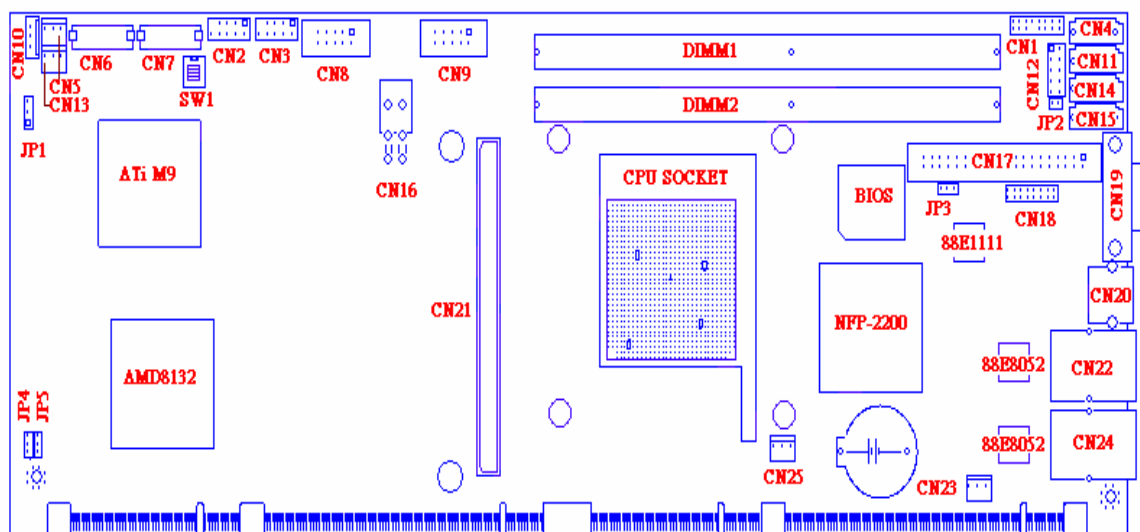 CN10
CN5
CN13
CN6
CN7
CN2
CN3
CN8
CN9
SW1
DIMM1
DIMM2
CN1
CN12
CN4
CN11
CN14
CN15
JP2
JP1
ATi M9
CN16
CPU SOCKET
BIOS
CN17
JP3
CN18
CN19
88E1111
CN21
NFP-2200
CN20
AMD8132
88E8052
CN22
JP4
JP5
88E8052
CN24
CN25
CN23